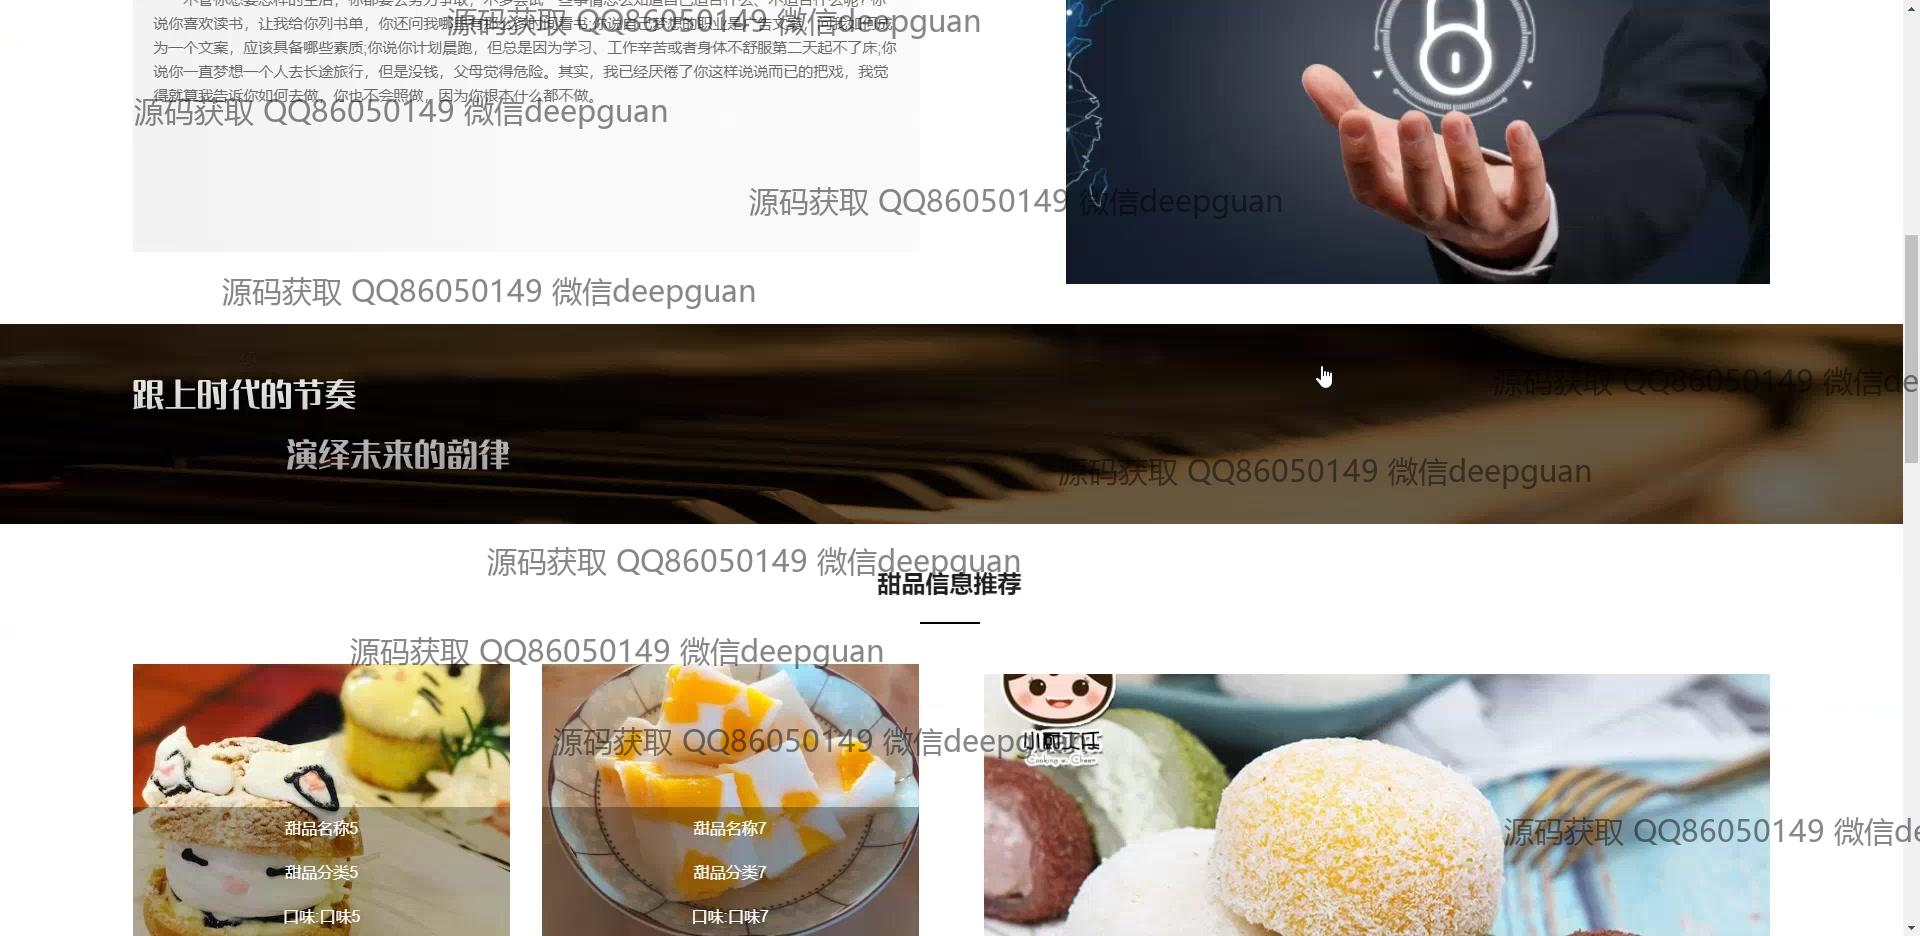 说你喜欢读书，让我给你列书单，你还问我哪
为一个文案，应该具备哪些素质;你说你计划晨跑，但总是因为学习、工作辛苦或者身体不舒服第二天起不了床;你
说你一直梦想一个人去长途旅行，但是没钱，父母觉得危险。其实，我已经厌倦了你这样说说而已的把戏，我觉
得就算我告诉你如何去做，你也不会照做，因为你根本什么都不做。
源码获取 QQ86050149 微信deepguan
源码获取 QQ86050149 微信deepguan
源码获取 QQ86050149 微信deepguan
源码获取 QQ86050149 微信deepguan
跟上时代的节奏
源码获取 QQ86050149 微信de
演绎未来的韵律
源码获取 QQ86050149 微信deepguan
源码获取 QQ86050149 微信deepguan
甜品信息推荐
源码获取 QQ86050149 微信deepguan
源码获取 QQ86050149 微信deepguan
Cooking & Cheer
甜品名称5
甜品名称7
源码获取 QQ86050149 微信de
甜品分类5
甜品分类7
口味:口味5
口味:口味7